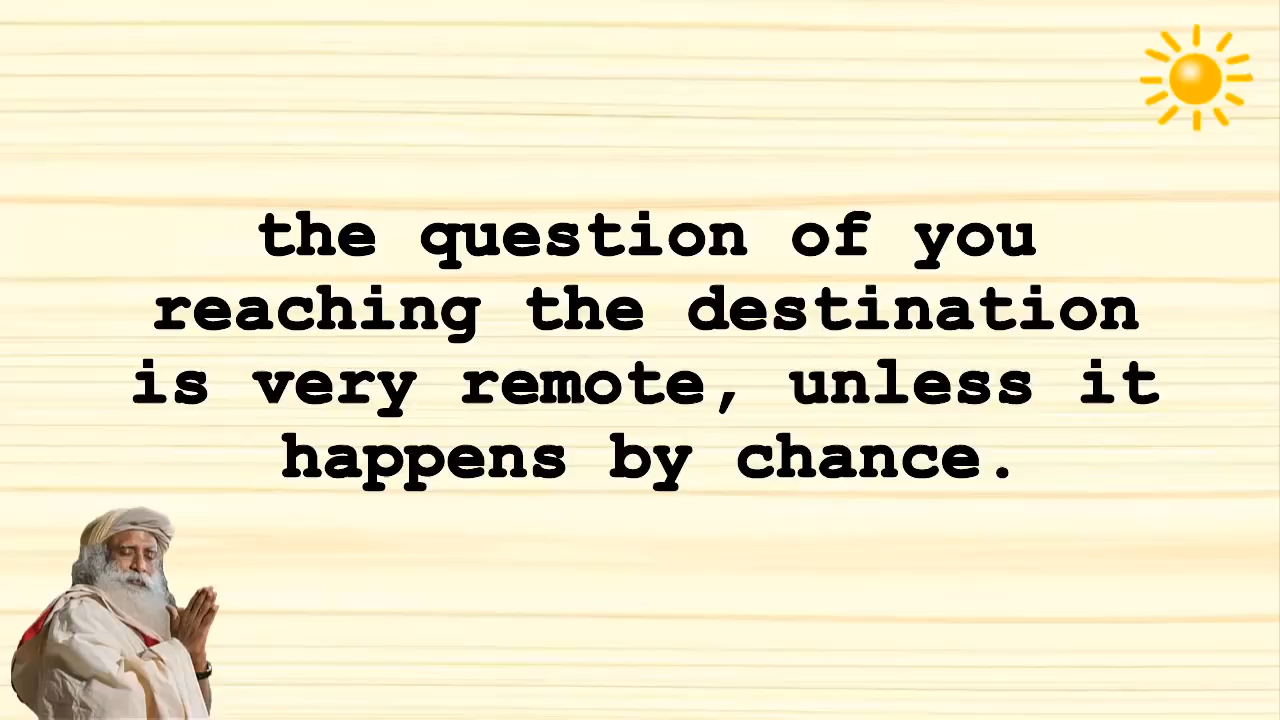 the question of you
reaching the destination
is very remote, unless it
happens by chance.